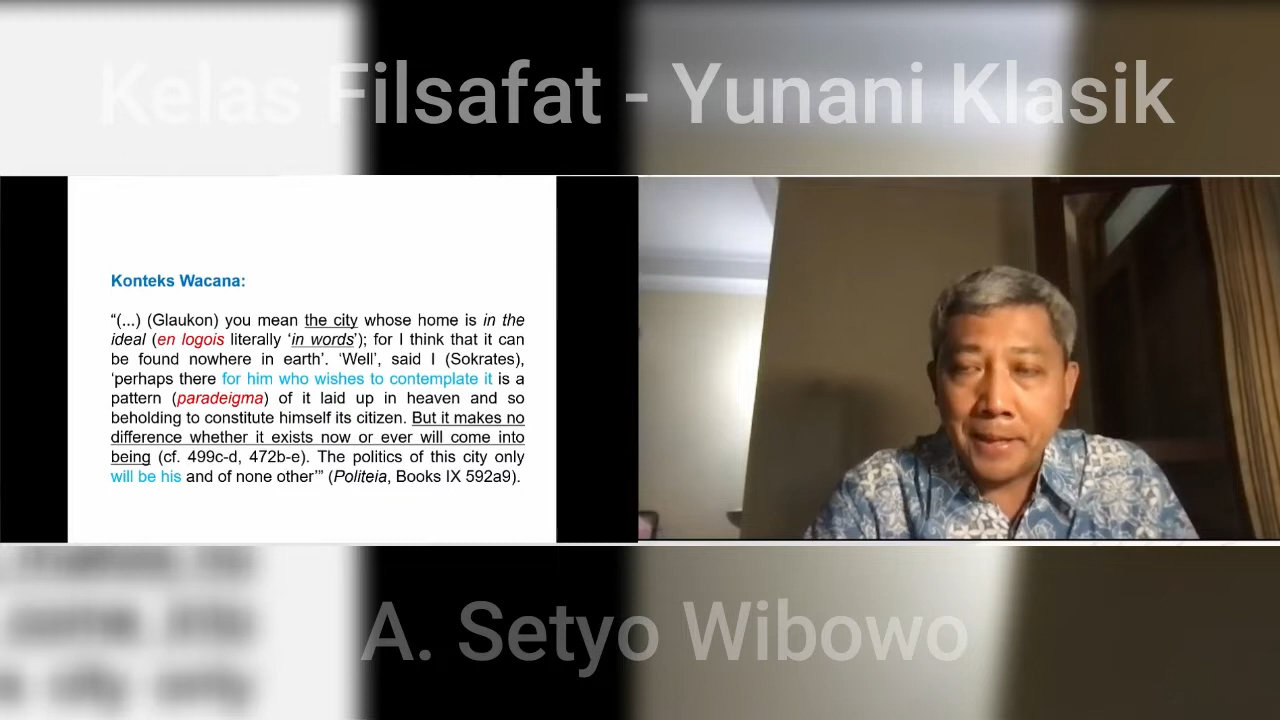 Kelas Filsafat - Yunani Klasik
Konteks Wacana:
“(...) (Glaukon) you mean the city whose home is in the
ideal (en logois literally ‘in words’); for I think that it can
be found nowhere in earth’. ‘Well’, said I (Sokrates),
‘perhaps there for him who wishes to contemplate it is a
pattern (paradeigma) of it laid up in heaven and so
beholding to constitute himself its citizen. But it makes no
difference whether it exists now or ever will come into
being (cf. 499c-d, 472b-e). The politics of this city only
will be his and of none other’” (Politeia, Books IX 592a9).
A. Setyo Wibowo